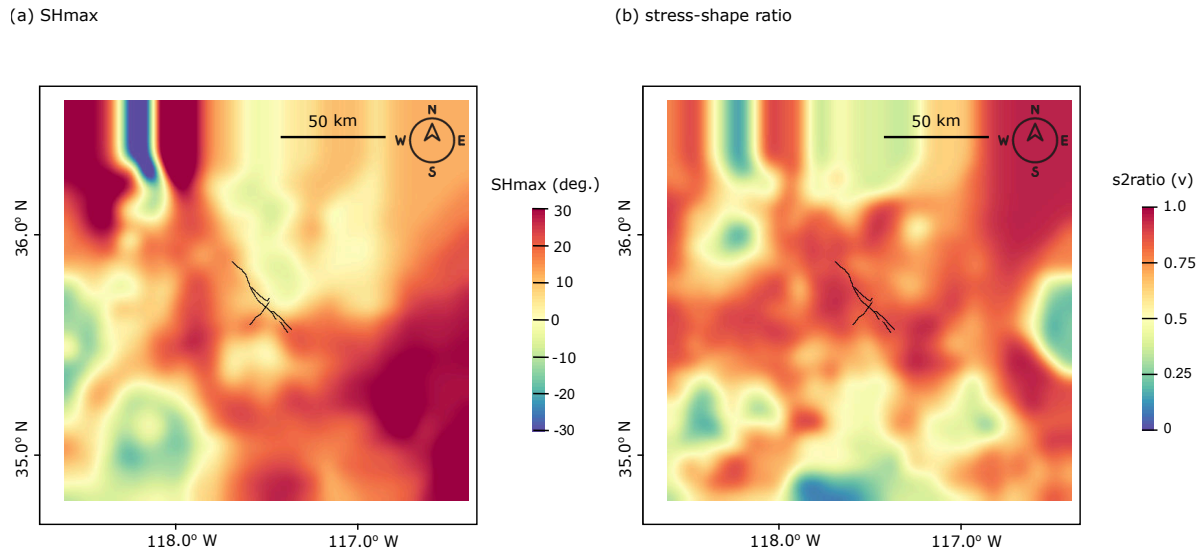 (a) SHmax
(b) stress-shape ratio
50 km
N
W
E
S
SHmax (deg.)
30
20
10
0
-10
-20
-30
36.0° N
35.0° N
118.0° W
117.0° W
50 km
N
W
E
S
s2ratio (v)
1.0
0.75
0.5
0.25
0
36.0° N
35.0° N
118.0° W
117.0° W